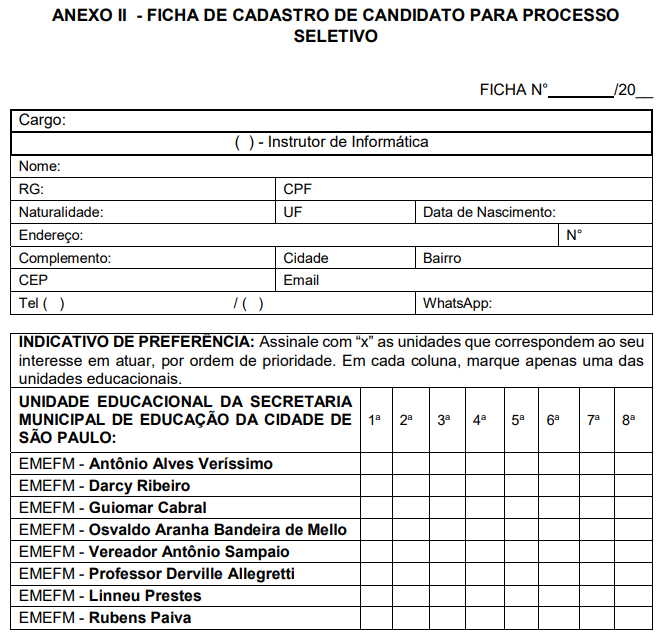 ANEXO II - FICHA DE CADASTRO DE CANDIDATO PARA PROCESSO
SELETIVO
FICHA N°________/20__
Cargo:
( ) - Instrutor de Informática
Nome:
RG: CPF
Naturalidade: UF Data de Nascimento:
Endereço: N°
Complemento: Cidade Bairro
CEP Email
Tel ( ) / ( ) WhatsApp:
INDICATIVO DE PREFERÊNCIA: Assinale com “x” as unidades que correspondem ao seu
interesse em atuar, por ordem de prioridade. Em cada coluna, marque apenas uma das
unidades educacionais.
UNIDADE EDUCACIONAL DA SECRETARIA
MUNICIPAL DE EDUCAÇÃO DA CIDADE DE
SÃO PAULO:
1ª 2ª 3ª 4ª 5ª 6ª 7ª 8ª
EMEFM - Antônio Alves Veríssimo
EMEFM - Darcy Ribeiro
EMEFM - Guiomar Cabral
EMEFM - Osvaldo Aranha Bandeira de Mello
EMEFM - Vereador Antônio Sampaio
EMEFM - Professor Derville Allegretti
EMEFM - Linneu Prestes
EMEFM - Rubens Paiva